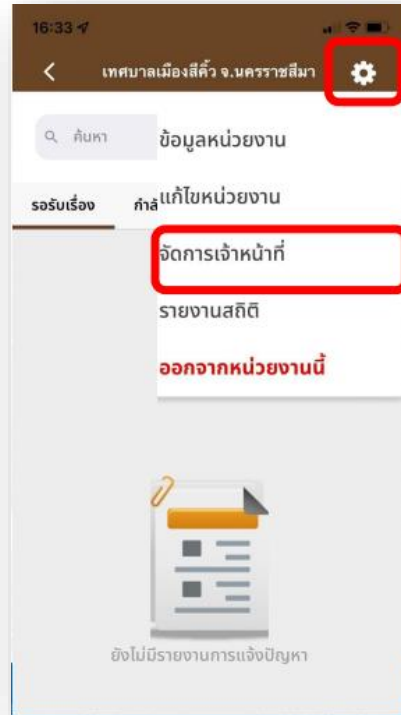 16:33
เทศบาลเมืองสีคิ้ว จ.นครราชสีมา
ค้นหา
ข้อมูลหน่วยงาน
แก้ไขหน่วยงาน
รอรับเรื่อง
กำลั
จัดการเจ้าหน้าที่
รายงานสถิติ
ออกจากหน่วยงานนี้
ยังไม่มีรายงานการแจ้งปัญหา